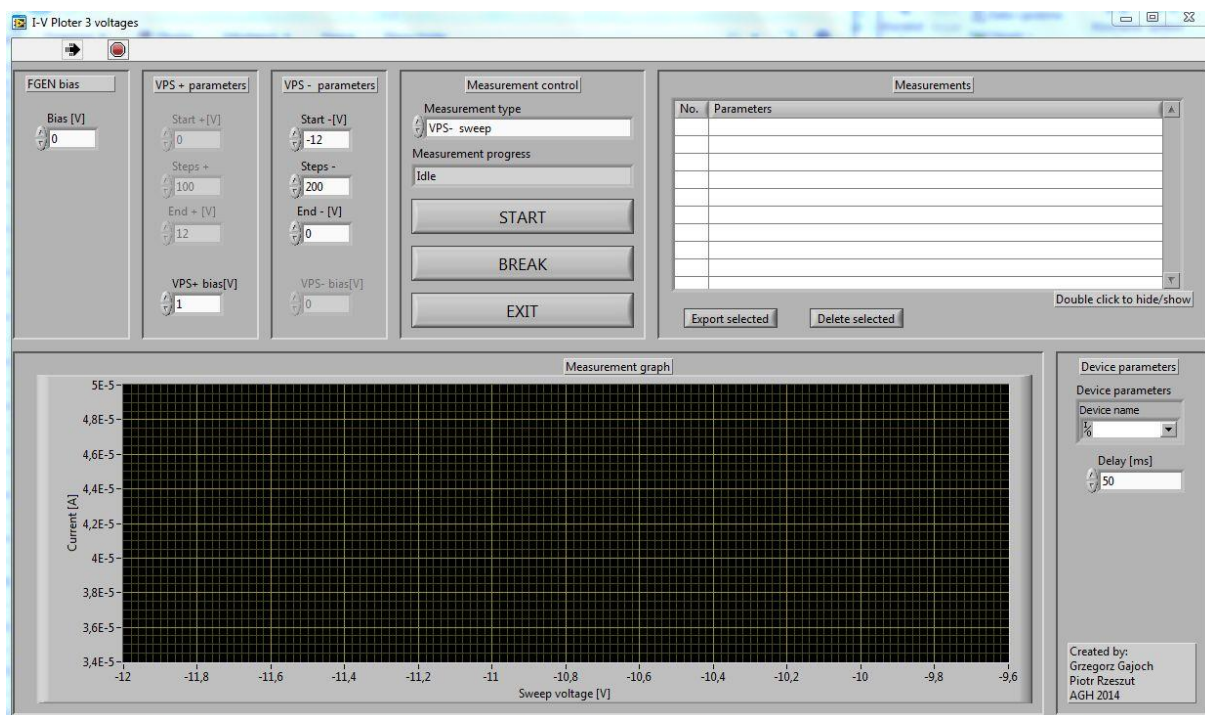 I-V Ploter 3 voltages
FGEN bias
Bias [V]
0
VPS + parameters
Start +[V]
0
Steps +
100
End + [V]
12
VPS+ bias[V]
1
VPS - parameters
Start -[V]
-12
Steps -
200
End - [V]
0
VPS- bias[V]
0
Measurement control
Measurement type
VPS- sweep
Measurement progress
Idle
START
BREAK
EXIT
Measurements
No. Parameters
Double click to hide/show
Export selected Delete selected
Measurement graph
Current [A]
5E-5
4,8E-5
4,6E-5
4,4E-5
4,2E-5
4E-5
3,8E-5
3,6E-5
3,4E-5
-12 -11,8 -11,6 -11,4 -11,2 -11 -10,8 -10,6 -10,4 -10,2 -10 -9,8 -9,6
Sweep voltage [V]
Device parameters
Device parameters
Device name
I/O
Delay [ms]
50
Created by:
Grzegorz Gajoch
Piotr Rzeszut
AGH 2014